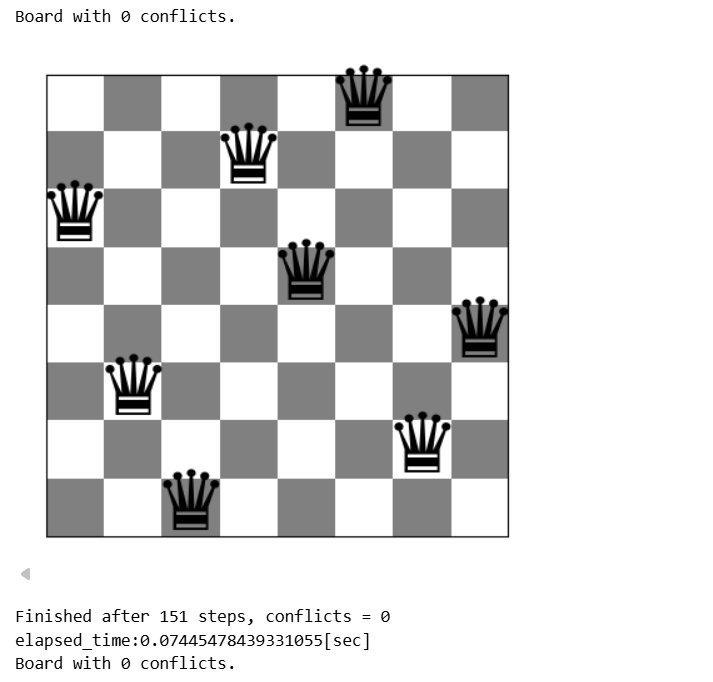 Board with 0 conflicts.
Finished after 151 steps, conflicts = 0
elapsed_time:0.07445478439331055[sec]
Board with 0 conflicts.